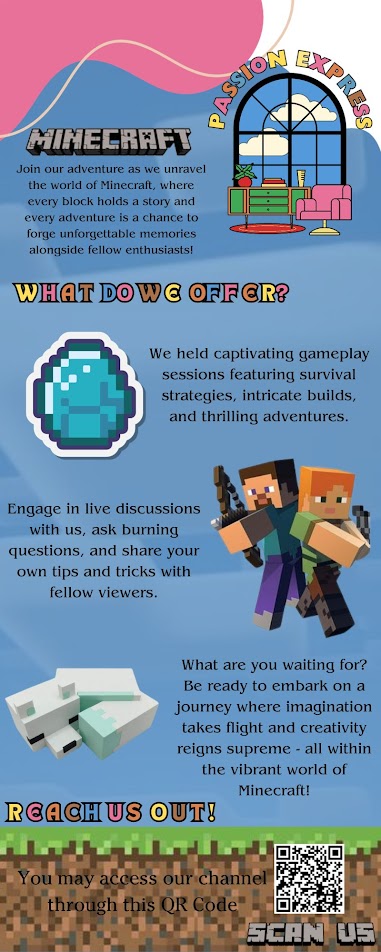 PASSION EXPRESS
MINECRAFT
Join our adventure as we unravel
the world of Minecraft, where
every block holds a story and
every adventure is a chance to
forge unforgettable memories
alongside fellow enthusiasts!
WHAT DO WE OFFER?
We held captivating gameplay
sessions featuring survival
strategies, intricate builds,
and thrilling adventures.
Engage in live discussions
with us, ask burning
questions, and share your
own tips and tricks with
fellow viewers.
What are you waiting for?
Be ready to embark on a
journey where imagination
takes flight and creativity
reigns supreme - all within
the vibrant world of
Minecraft!
REACH US OUT!
You may access our channel
through this QR Code
SCAN US